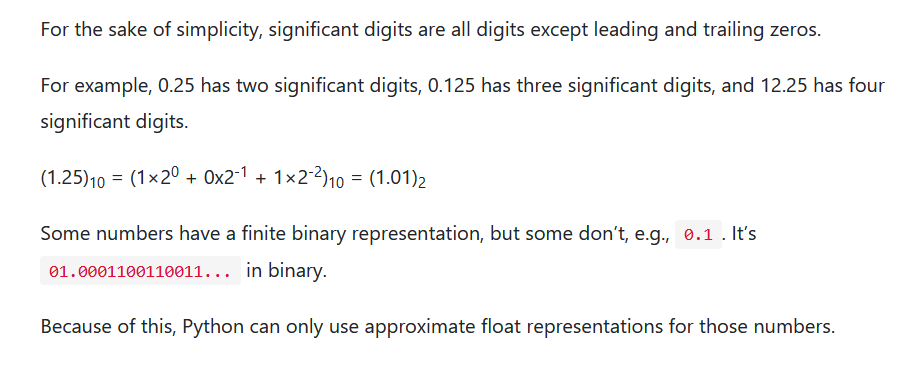 For the sake of simplicity, significant digits are all digits except leading and trailing zeros.
For example, 0.25 has two significant digits, 0.125 has three significant digits, and 12.25 has four
significant digits.
(1.25)₁₀ = (1×2⁰ + 0x2⁻¹ + 1×2⁻²)₁₀ = (1.01)₂
Some numbers have a finite binary representation, but some don’t, e.g., 0.1 . It’s
01.0001100110011... in binary.
Because of this, Python can only use approximate float representations for those numbers.